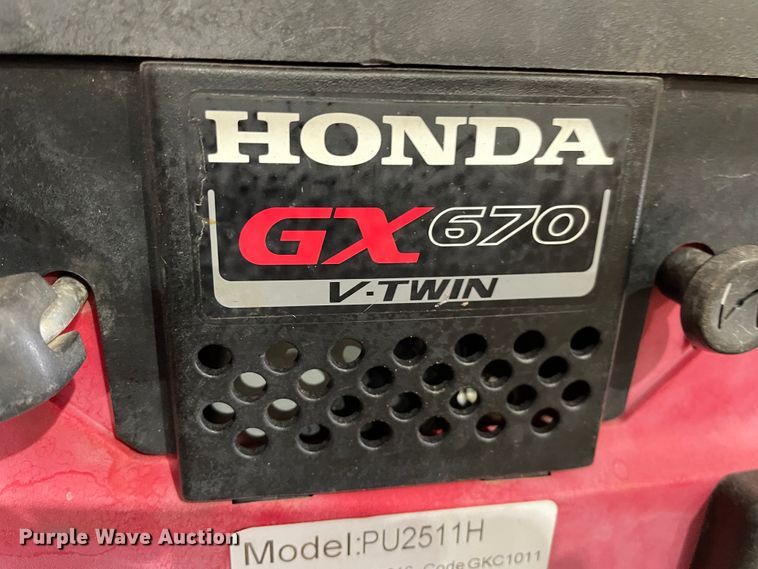 HONDA
GX670
V-TWIN
Model:PU2511H
Code GKC1011
Purple Wave Auction